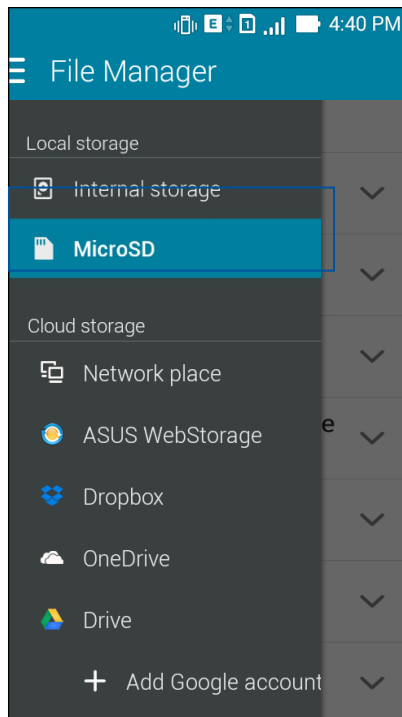 E 1 4:40 PM
File Manager
Local storage
Internal storage
MicroSD
Cloud storage
Network place
ASUS WebStorage
e
Dropbox
OneDrive
Drive
+ Add Google account